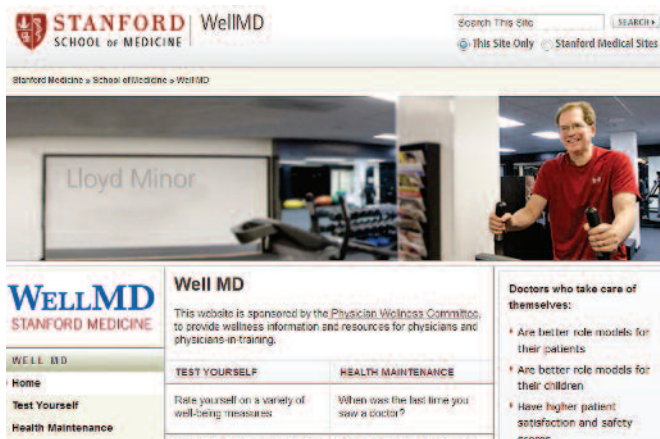 STANFORD
SCHOOL OF MEDICINE
WellMD
Search This Site
SEARCH
This Site Only
Stanford Medical Sites
Stanford Medicine » School of Medicine » WellMD
Lloyd Minor
WELLMD
STANFORD MEDICINE
WELL MD
Home
Test Yourself
Health Maintenance
Well MD
This website is sponsored by the Physician Wellness Committee,
to provide wellness information and resources for physicians and
physicians-in-training.
TEST YOURSELF
Rate yourself on a variety of
well-being measures
HEALTH MAINTENANCE
When was the last time you
saw a doctor?
Doctors who take care of
themselves:
Are better role models for
their patients
Are better role models for
their children
Have higher patient
satisfaction and safety